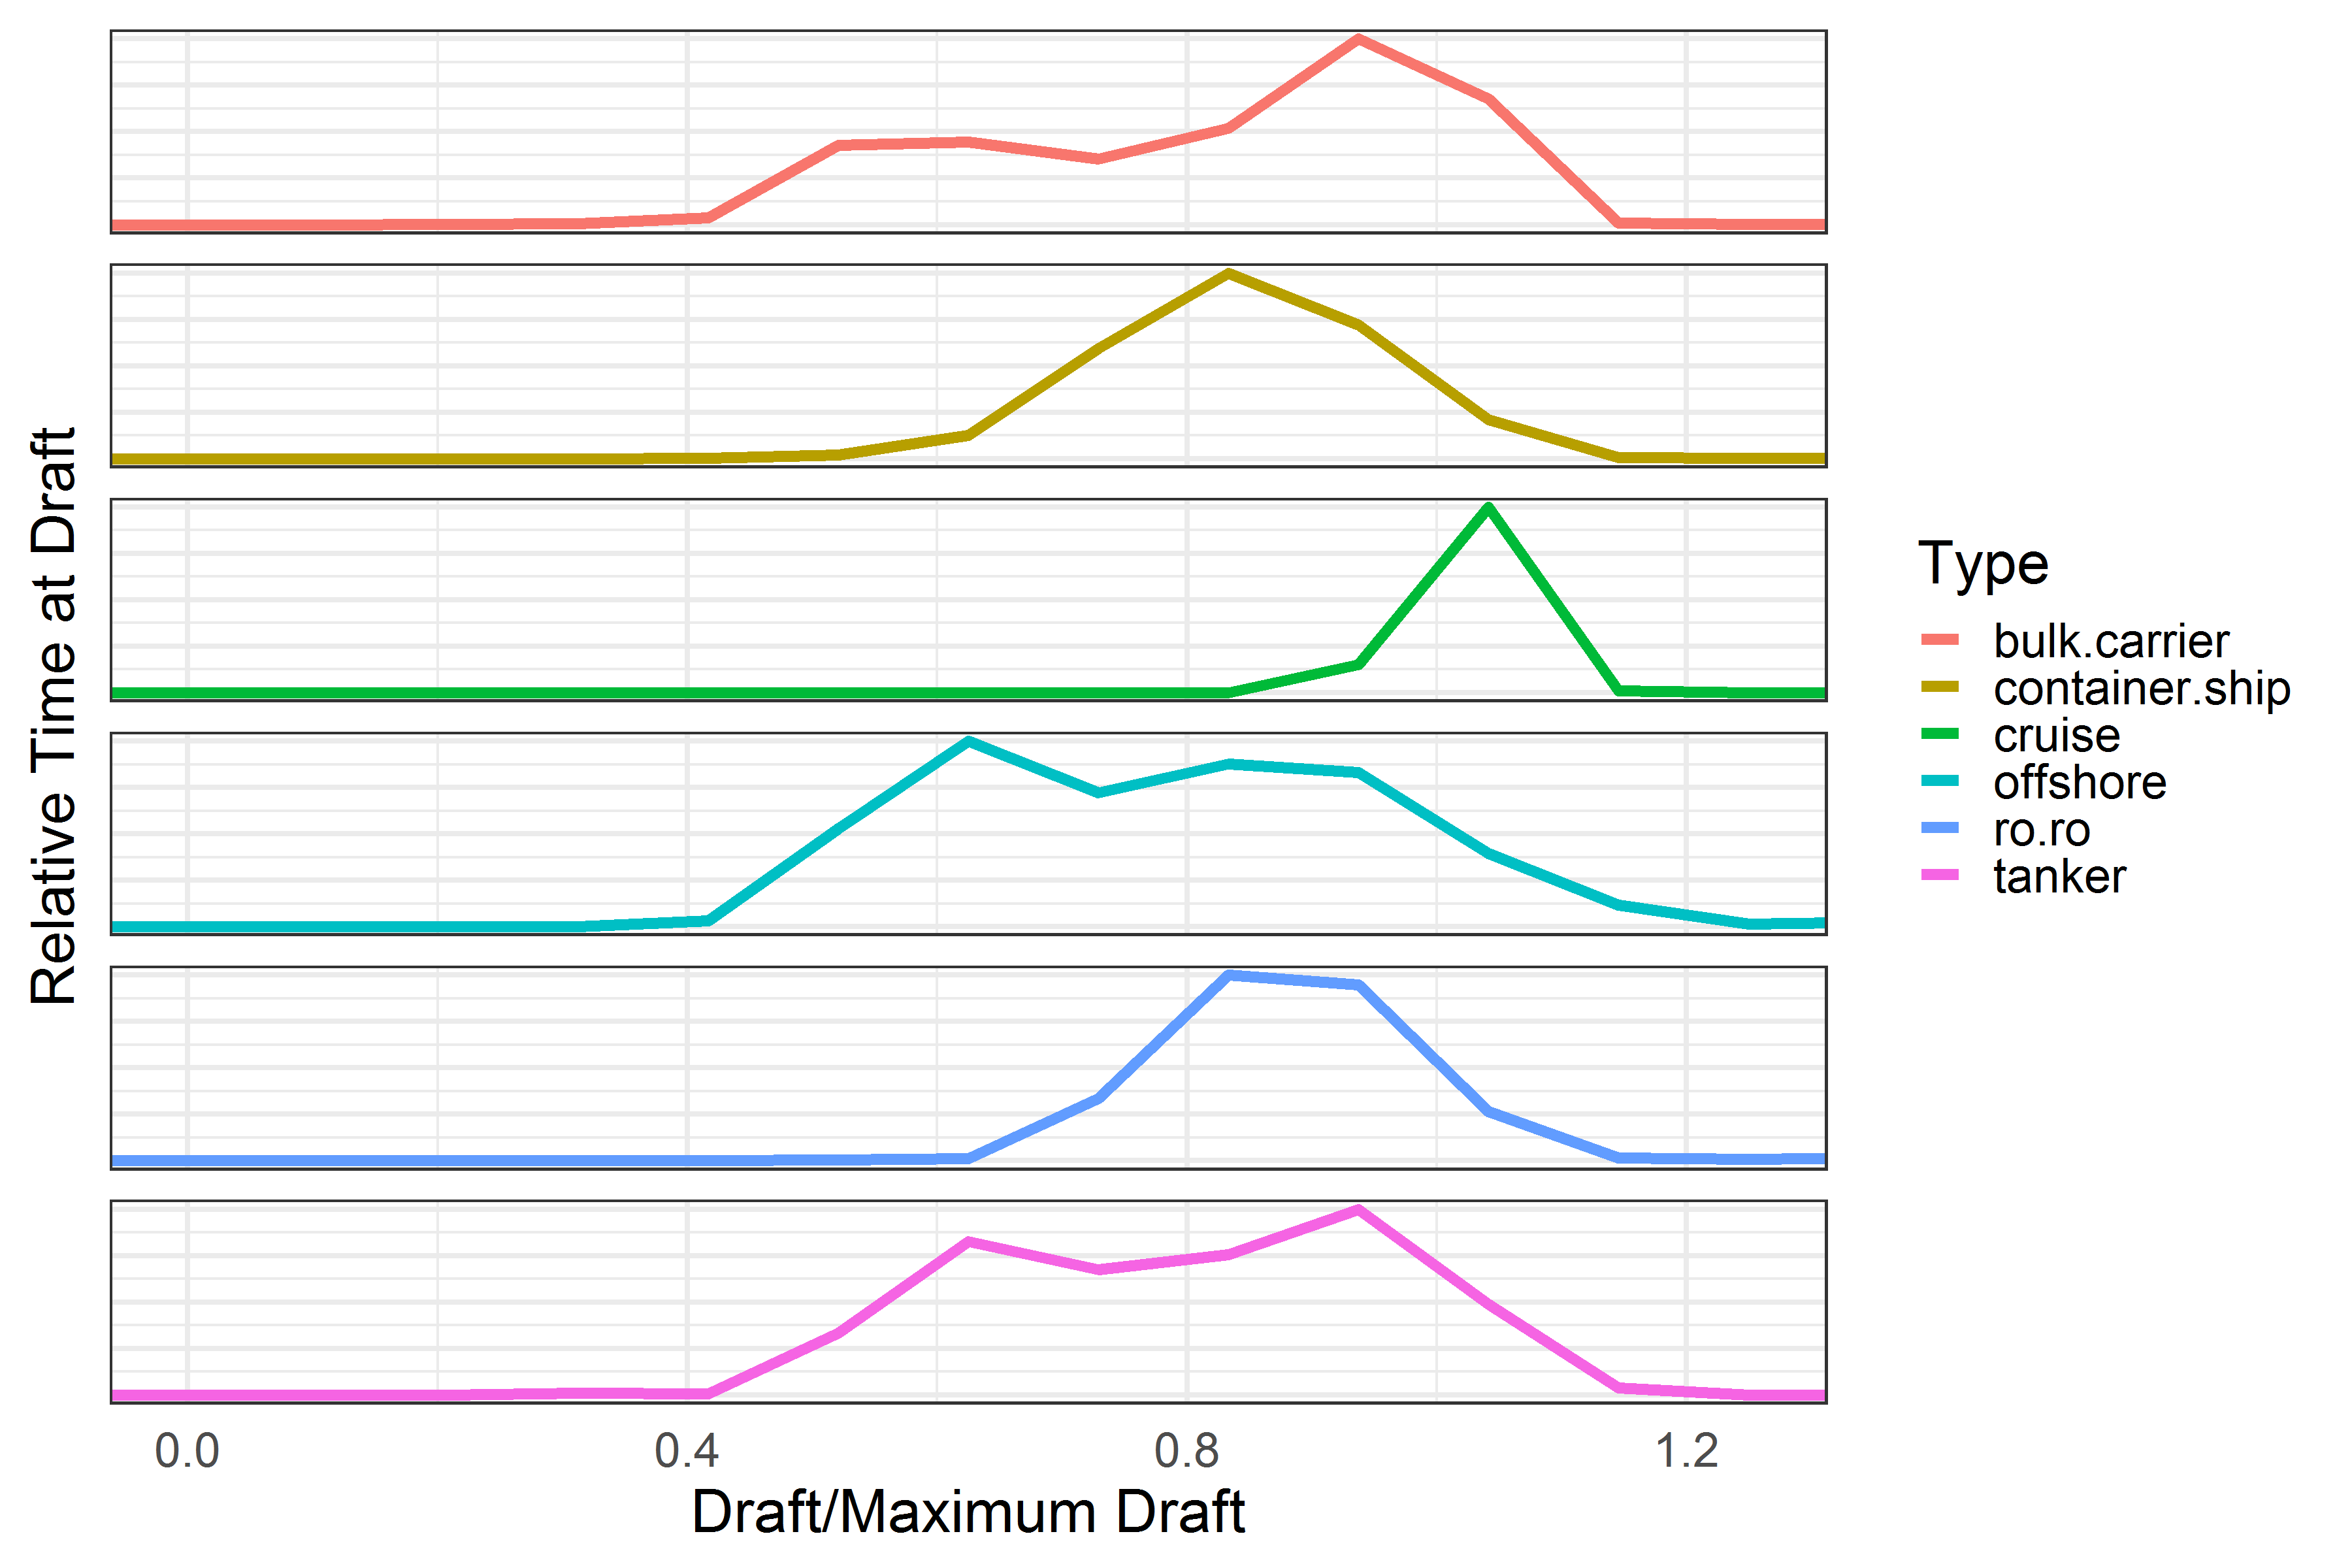 Relative Time at Draft
0.0 0.4 0.8 1.2
Draft/Maximum Draft
Type
bulk.carrier
container.ship
cruise
offshore
ro.ro
tanker